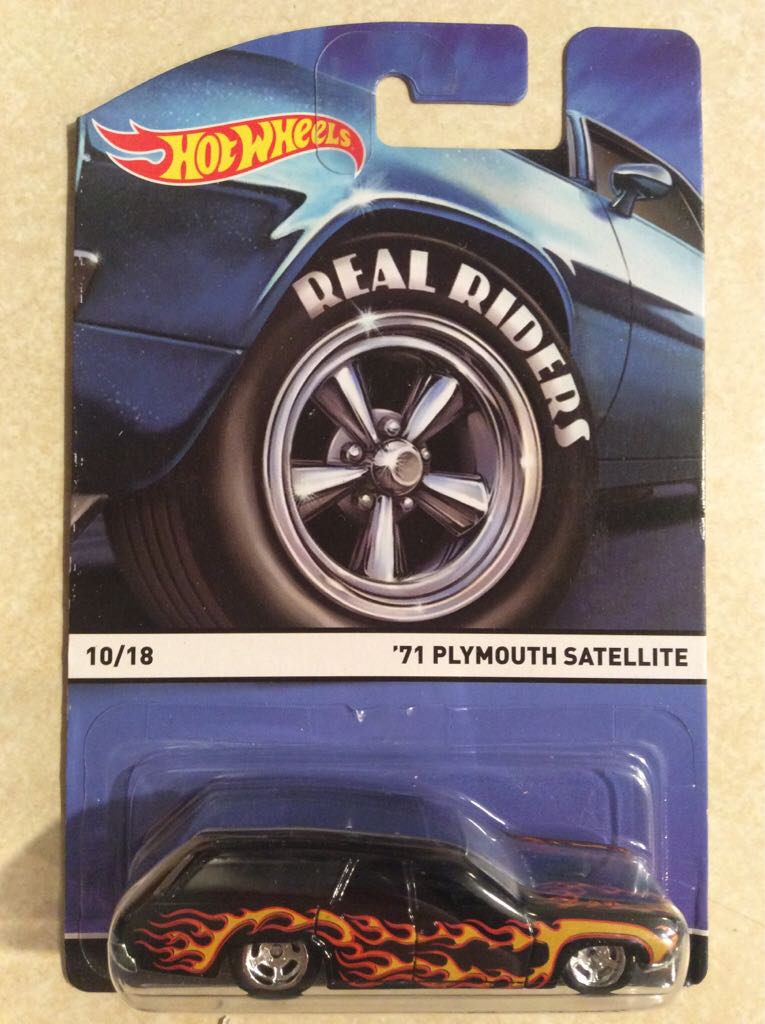 HOT WHEELS
REAL RIDERS
10/18
'71 PLYMOUTH SATELLITE